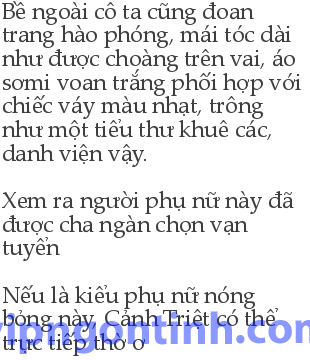 Bề ngoài cô ta cũng đoan
trang hào phóng, mái tóc dài
như được choàng trên vai, áo
sơmi voan trắng phối hợp với
chiếc váy màu nhạt, trông
như một tiểu thư khuê các,
danh viện vậy.
Xem ra người phụ nữ này đã
được cha ngàn chọn vạn
tuyển
Nếu là kiểu phụ nữ nóng
bỏng này, Cảnh Triệt có thể
trực tiếp thờ ơ
vipngontinh.com